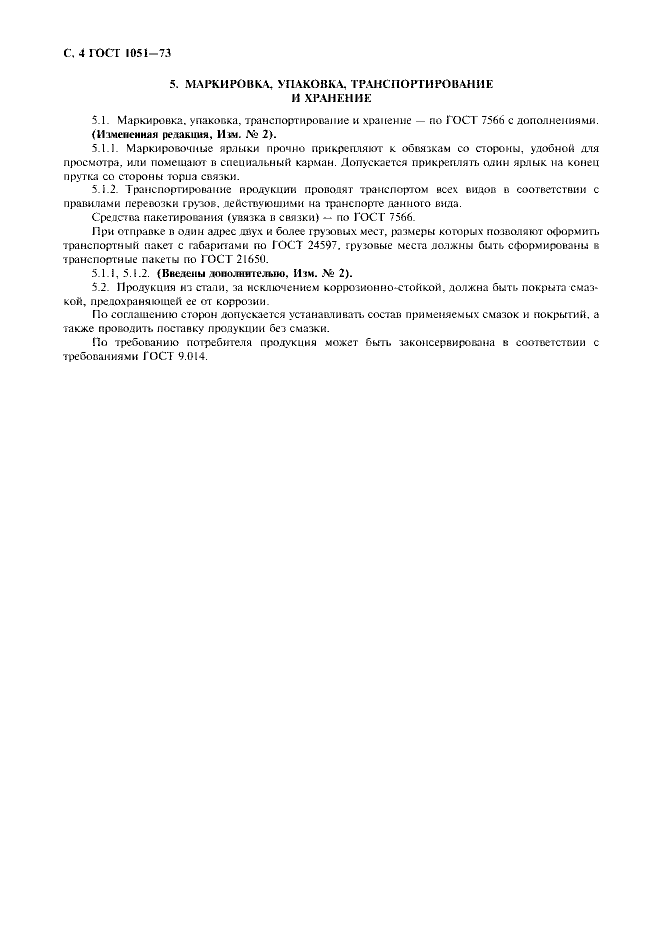 С. 4 ГОСТ 1051—73
5. МАРКИРОВКА, УПАКОВКА, ТРАНСПОРТИРОВАНИЕ
И ХРАНЕНИЕ
5.1. Маркировка, упаковка, транспортирование и хранение — по ГОСТ 7566 с дополнениями.
(Измененная редакция, Изм. № 2).
5.1.1. Маркировочные ярлыки прочно прикрепляют к обвязкам со стороны, удобной для
просмотра, или помещают в специальный карман. Допускается прикреплять один ярлык на конец
прутка со стороны торца связки.
5.1.2. Транспортирование продукции проводят транспортом всех видов в соответствии с
правилами перевозки грузов, действующими на транспорте данного вида.
Средства пакетирования (увязка в связки) — по ГОСТ 7566.
При отправке в один адрес двух и более грузовых мест, размеры которых позволяют оформить
транспортный пакет с габаритами по ГОСТ 24597, грузовые места должны быть сформированы в
транспортные пакеты по ГОСТ 21650.
5.1.1, 5.1.2. (Введены дополнительно, Изм. № 2).
5.2. Продукция из стали, за исключением коррозионно-стойкой, должна быть покрыта смаз-
кой, предохраняющей ее от коррозии.
По соглашению сторон допускается устанавливать состав применяемых смазок и покрытий, а
также проводить поставку продукции без смазки.
По требованию потребителя продукция может быть законсервирована в соответствии с
требованиями ГОСТ 9.014.